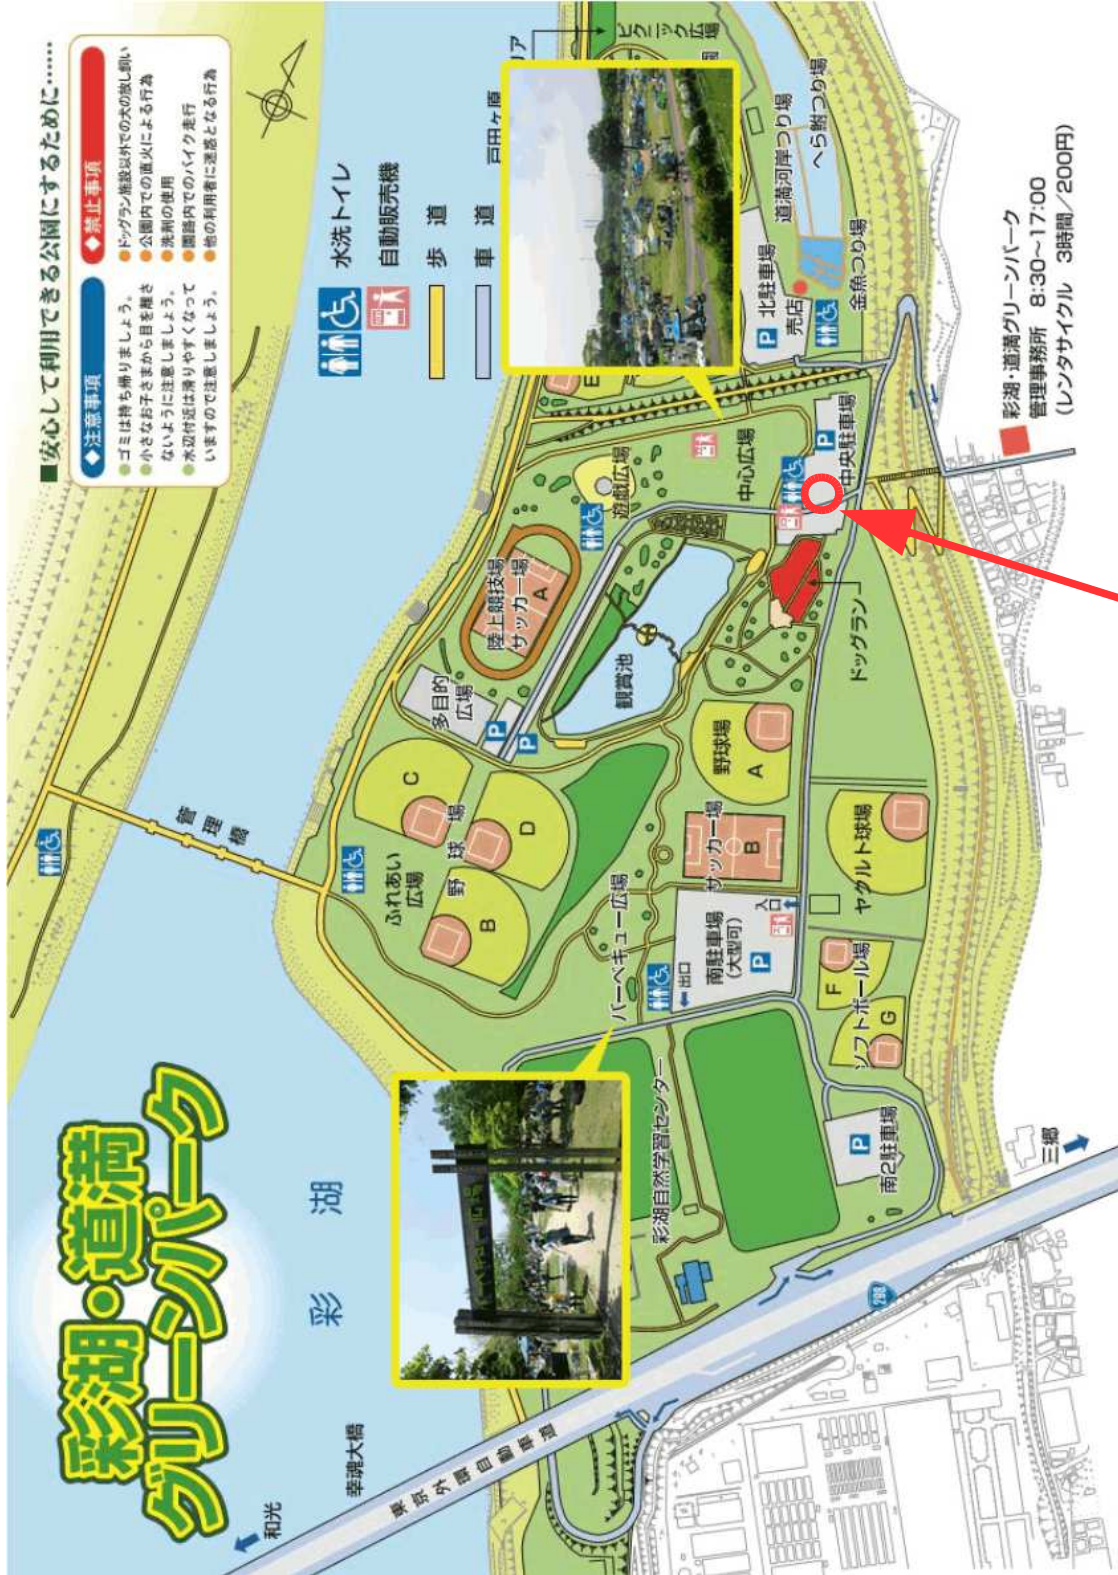 彩湖・道満
グリーンパーク
■安心して利用できる公園にするために……
◆注意事項
●ゴミは持ち帰りましょう。
●小さなお子さまから目を離さ
ないように注意しましょう。
●水辺付近は滑りやすくなって
いますので注意しましょう。
◆禁止事項
●ドッグラン施設以外での犬の放し飼い
●公園内での直火による行為
●洗剤の使用
●園路内でのバイク走行
●他の利用者に迷惑となる行為
水洗トイレ
自動販売機
歩道
車道
戸田ヶ原
ピクニック広場
和光
幸魂大橋
東京外環自動車道
彩湖
管理橋
ふれあい
広場
野球場
B
C
D
多目的
広場
P
P
陸上競技場
サッカー場
A
E
遊戯広場
中心広場
観賞池
バーベキュー広場
野球場
A
サッカー場
B
南駐車場
(大型可)
P
入口
出口
彩湖自然学習センター
ドッグラン
中央駐車場
P
北駐車場
P
売店
道満河岸つり場
へら鮒つり場
金魚つり場
ヤクルト球場
ソフトボール場
F
G
南2駐車場
P
298
三郷
彩湖・道満グリーンパーク
管理事務所 8:30～17:00
(レンタサイクル 3時間/200円)